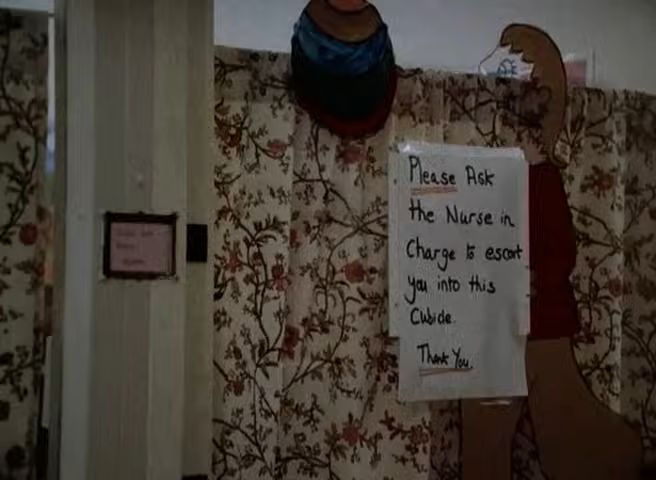 Please Ask
the Nurse in
Charge to escort
you into this
Cubicle.
Thank You.